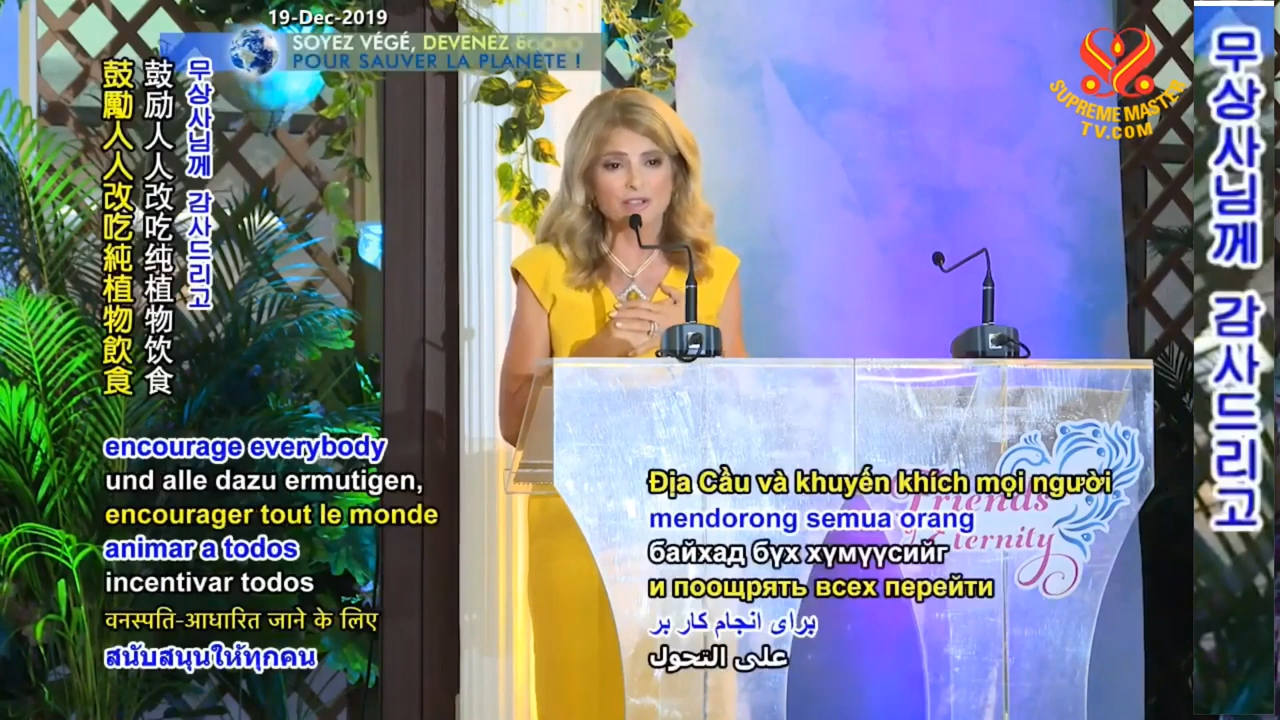 19-Dec-2019
SOYEZ VÉGÉ, DEVENEZ
POUR SAUVER LA PLANÈTE !
SUPREME MASTER
TV.COM
무상사님께 감사드리고
鼓励人人改吃纯植物饮食
鼓勵人人改吃純植物飲食
무상사님께 감사드리고
encourage everybody
und alle dazu ermutigen,
encourager tout le monde
animar a todos
incentivar todos
वनस्पति-आधारित जाने के लिए
สนับสนุนให้ทุกคน
Địa Cầu và khuyến khích mọi người
mendorong semua orang
байхад бүх хүмүүсийг
и поощрять всех перейти
برای انجام کار بر
على التحول
Friends
Eternity